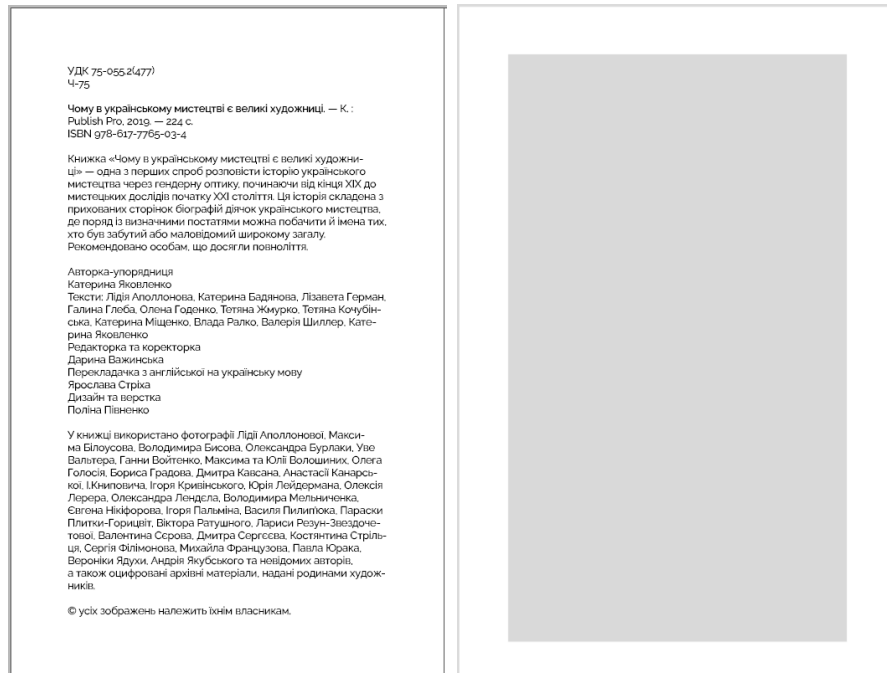 УДК 75-055.2(477)
Ч-75
Чому в українському мистецтві є великі художниці. — К. :
Publish Pro, 2019. — 224 с.
ISBN 978-617-7765-03-4
Книжка «Чому в українському мистецтві є великі художни-
ці» — одна з перших спроб розповісти історію українського
мистецтва через гендерну оптику, починаючи від кінця XIX до
мистецьких дослідів початку XXI століття. Ця історія складена з
прихованих сторінок біографій діячок українського мистецтва,
де поряд із визначними постатями можна побачити й імена тих,
хто був забутий або маловідомий широкому загалу.
Рекомендовано особам, що досягли повноліття.
Авторка-упорядниця
Катерина Яковленко
Тексти: Лідія Аполлонова, Катерина Бадянова, Лізавета Герман,
Галина Глеба, Олена Годенко, Тетяна Жмурко, Тетяна Кочубін-
ська, Катерина Міщенко, Влада Ралко, Валерія Шиллер, Кате-
рина Яковленко
Редакторка та коректорка
Дарина Важинська
Перекладачка з англійської на українську мову
Ярослава Стріха
Дизайн та верстка
Поліна Півненко
У книжці використано фотографії Лідії Аполлонової, Макси-
ма Білоусова, Володимира Бисова, Олександра Бурлаки, Уве
Вальтера, Ганни Войтенко, Максима та Юлії Волошиних, Олега
Голосія, Бориса Градова, Дмитра Кавсана, Анастасії Канарсь-
кої, І.Книповича, Ігоря Кривінського, Юрія Лейдермана, Олексія
Лерера, Олександра Лендєла, Володимира Мельниченка,
Євгена Нікіфорова, Ігоря Пальміна, Василя Пилип'юка, Параски
Плитки-Горицвіт, Віктора Ратушного, Лариси Резун-Звездоче-
тової, Валентина Сєрова, Дмитра Сергєєва, Костянтина Стріль-
ця, Сергія Філімонова, Михайла Французова, Павла Юрака,
Вероніки Ядухи, Андрія Якубського та невідомих авторів,
а також оцифровані архівні матеріали, надані родинами худож-
ників.
© усіх зображень належить їхнім власникам.